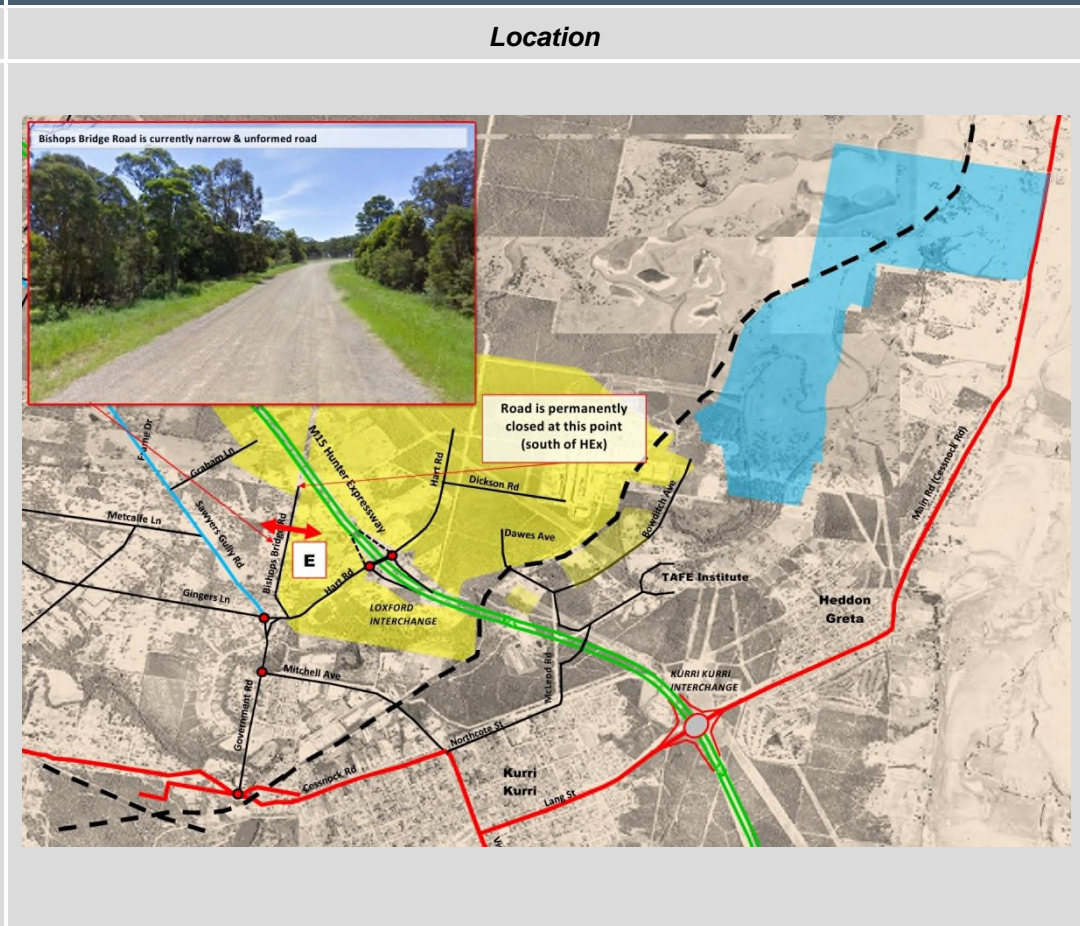 Location
Bishops Bridge Road is currently narrow & unformed road
Road is permanently
closed at this point
(south of HEx)
M15 Hunter Expressway
Graham Ln
Hart Rd
Dickson Rd
Main Rd (Cessnock Rd)
Metcalfe Ln
Sawyers Gully Rd
Bishops Bridge Rd
E
Dawes Ave
Bowditch Ave
TAFE Institute
Gingers Ln
Hart Rd
LOXFORD
INTERCHANGE
Heddon
Greta
Mitchell Ave
McLeod Rd
KURRI KURRI
INTERCHANGE
Government Rd
Northcote St
Cessnock Rd
Kurri
Kurri
Lang St